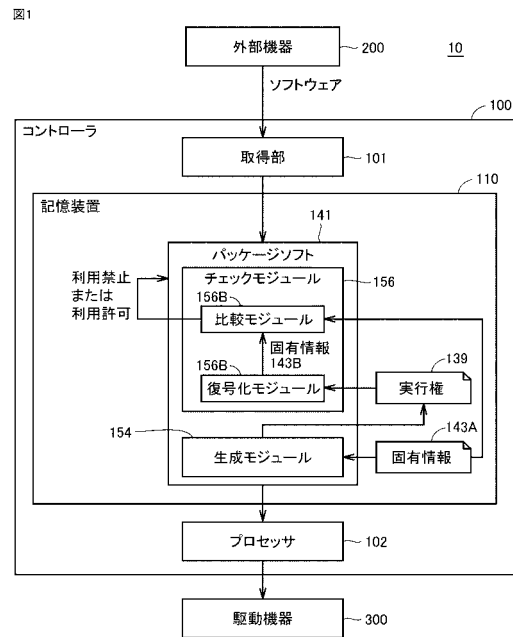 図1
外部機器
200
10
ソフトウェア
100
コントローラ
取得部
101
110
記憶装置
141
パッケージソフト
利用禁止
または
利用許可
チェックモジュール
156
156B
比較モジュール
固有情報
143B
156B
復号化モジュール
139
実行権
154
生成モジュール
143A
固有情報
プロセッサ
102
駆動機器
300